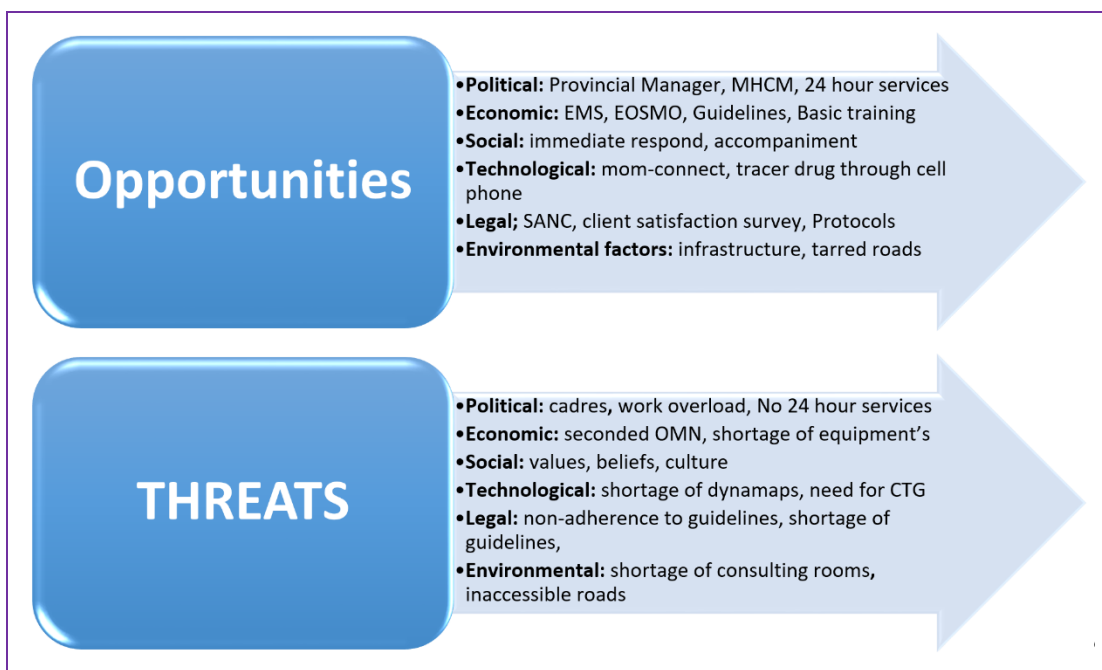 Opportunities
•Political: Provincial Manager, MHCM, 24 hour services
•Economic: EMS, EOSMO, Guidelines, Basic training
•Social: immediate respond, accompaniment
•Technological: mom-connect, tracer drug through cell
phone
•Legal; SANC, client satisfaction survey, Protocols
•Environmental factors: infrastructure, tarred roads
THREATS
•Political: cadres, work overload, No 24 hour services
•Economic: seconded OMN, shortage of equipment’s
•Social: values, beliefs, culture
•Technological: shortage of dynamaps, need for CTG
•Legal: non-adherence to guidelines, shortage of
guidelines,
•Environmental: shortage of consulting rooms,
inaccessible roads